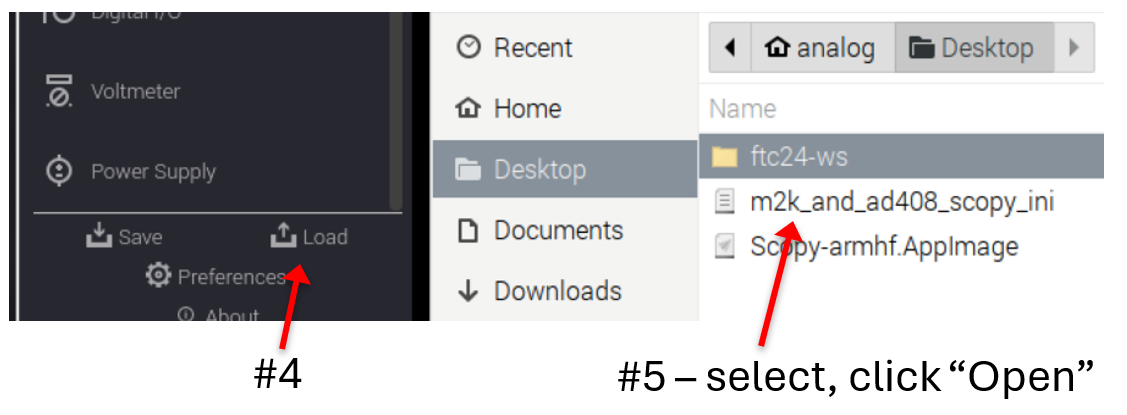 Digital I/O
Voltmeter
Power Supply
Save
Load
Preferences
About
Recent
Home
Desktop
Documents
Downloads
analog
Desktop
Name
ftc24-ws
m2k_and_ad408_scopy_ini
Scopy-armhf.AppImage
#4
#5 – select, click “Open”